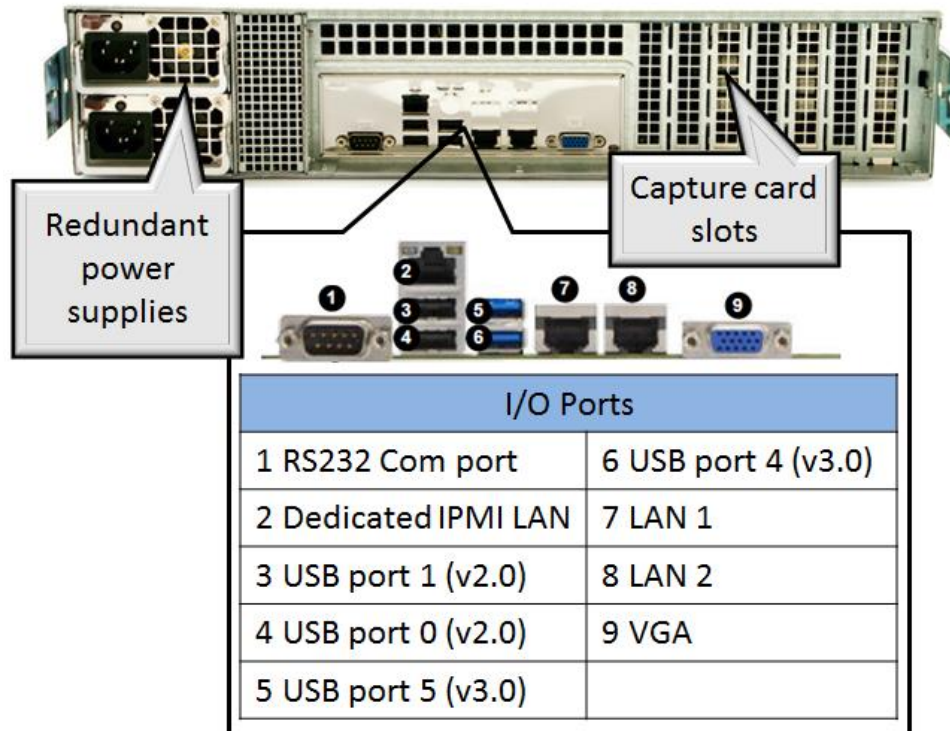 Redundant
power
supplies
Capture card
slots
1
2
3
4
5
6
7
8
9
I/O Ports
1 RS232 Com port
6 USB port 4 (v3.0)
2 Dedicated IPMI LAN
7 LAN 1
3 USB port 1 (v2.0)
8 LAN 2
4 USB port 0 (v2.0)
9 VGA
5 USB port 5 (v3.0)